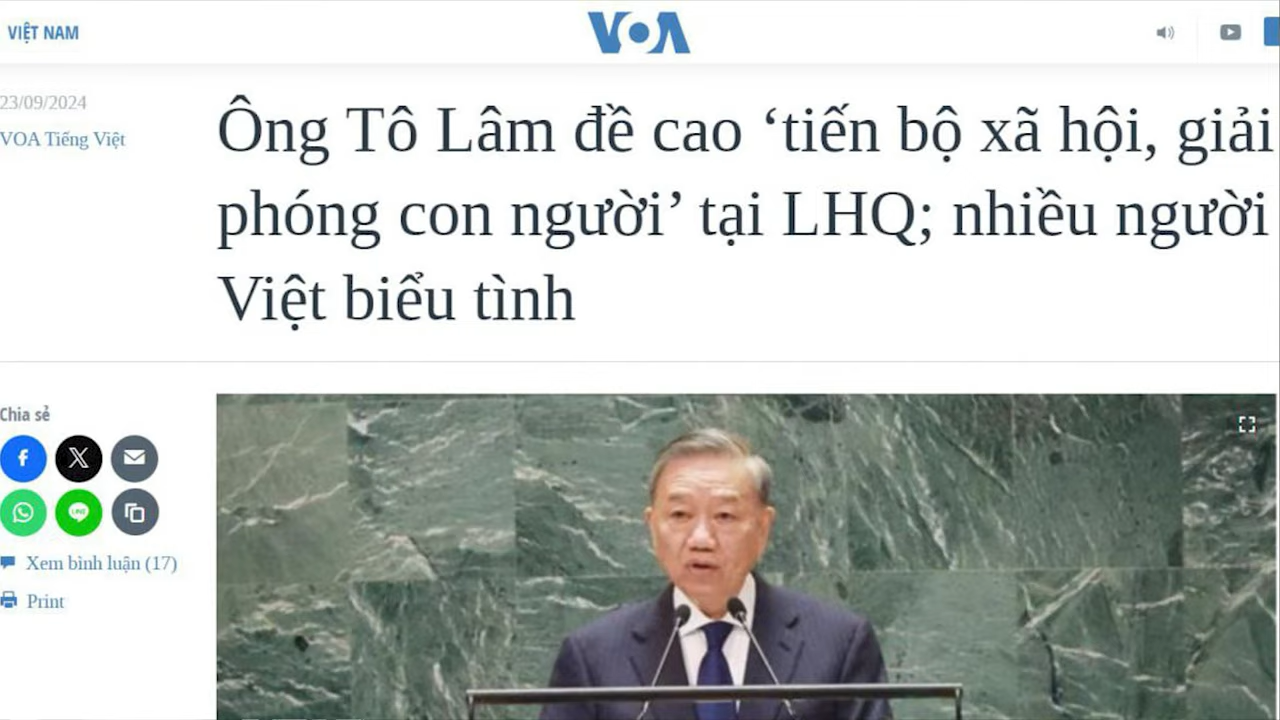 VIỆT NAM
VOA
23/09/2024
VOA Tiếng Việt
Ông Tô Lâm đề cao ‘tiến bộ xã hội, giải
phóng con người’ tại LHQ; nhiều người
Việt biểu tình
Chia sẻ
Xem bình luận (17)
Print